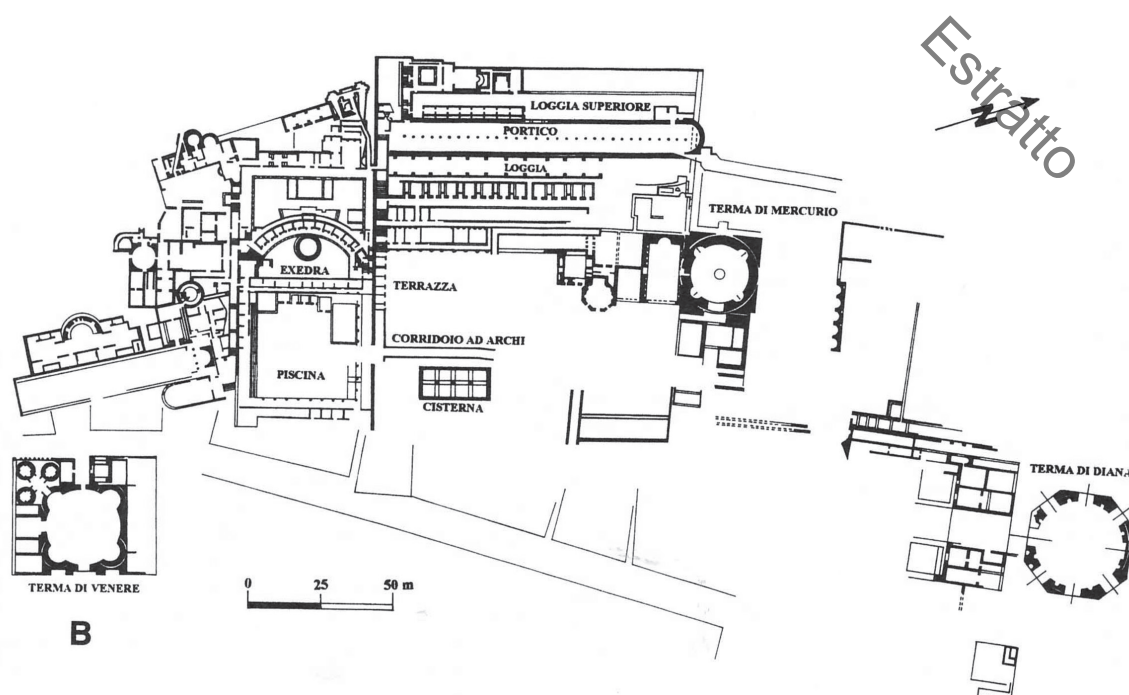 Estratto
N
LOGGIA SUPERIORE
PORTICO
LOGGIA
TERMA DI MERCURIO
EXEDRA
TERRAZZA
CORRIDOIO AD ARCHI
PISCINA
CISTERNA
TERMA DI DIANA
TERMA DI VENERE
0 25 50 m
B